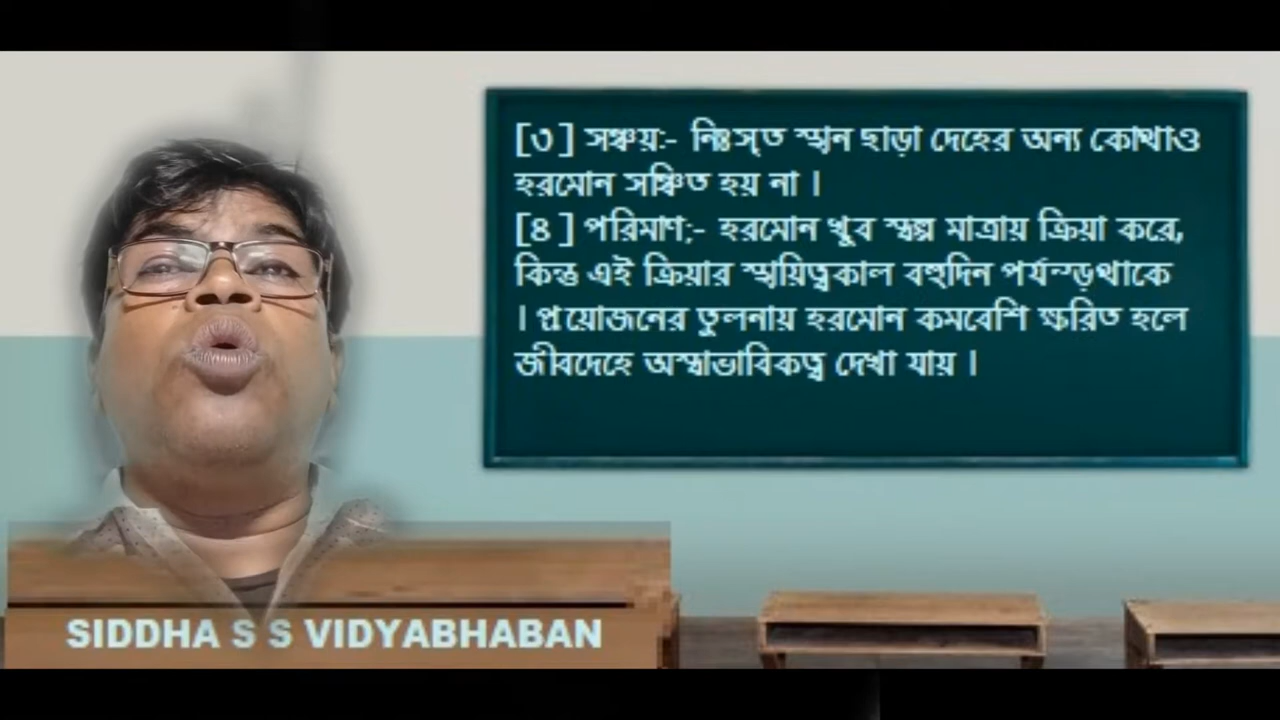 [৩ ] সঞ্চয়:- নিঃসৃত স্থান ছাড়া দেহের অন্য কোথাও
হরমোন সঞ্চিত হয় না ।
[৪ ] পরিমাণ;- হরমোন খুব স্বল্প মাত্রায় ক্রিয়া করে,
কিন্তু এই ক্রিয়ার স্থায়িত্বকাল বহুদিন পর্যন্ড়থাকে
। প্রয়োজনের তুলনায় হরমোন কমবেশি ক্ষরিত হলে
জীবদেহে অস্বাভাবিকত্ব দেখা যায় ।
SIDDHA S S VIDYABHABAN